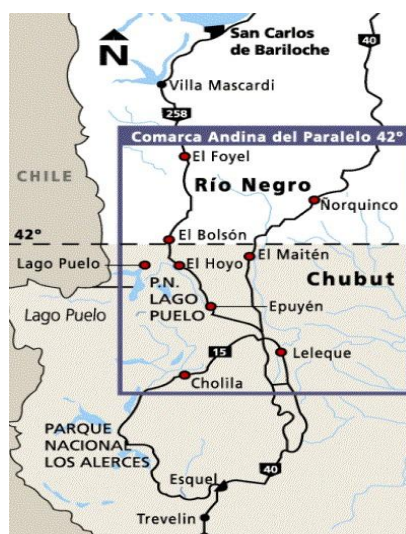 San Carlos
de Bariloche
40
N
Villa Mascardi
258
Comarca Andina del Paralelo 42°
El Foyel
CHILE
Río Negro
Ñorquinco
42°
El Bolsón
El Maitén
Lago Puelo
El Hoyo
P.N.
LAGO
PUELO
Chubut
Lago Puelo
Epuyén
15
Leleque
Cholila
PARQUE
NACIONAL
LOS ALERCES
Esquel
40
Trevelin